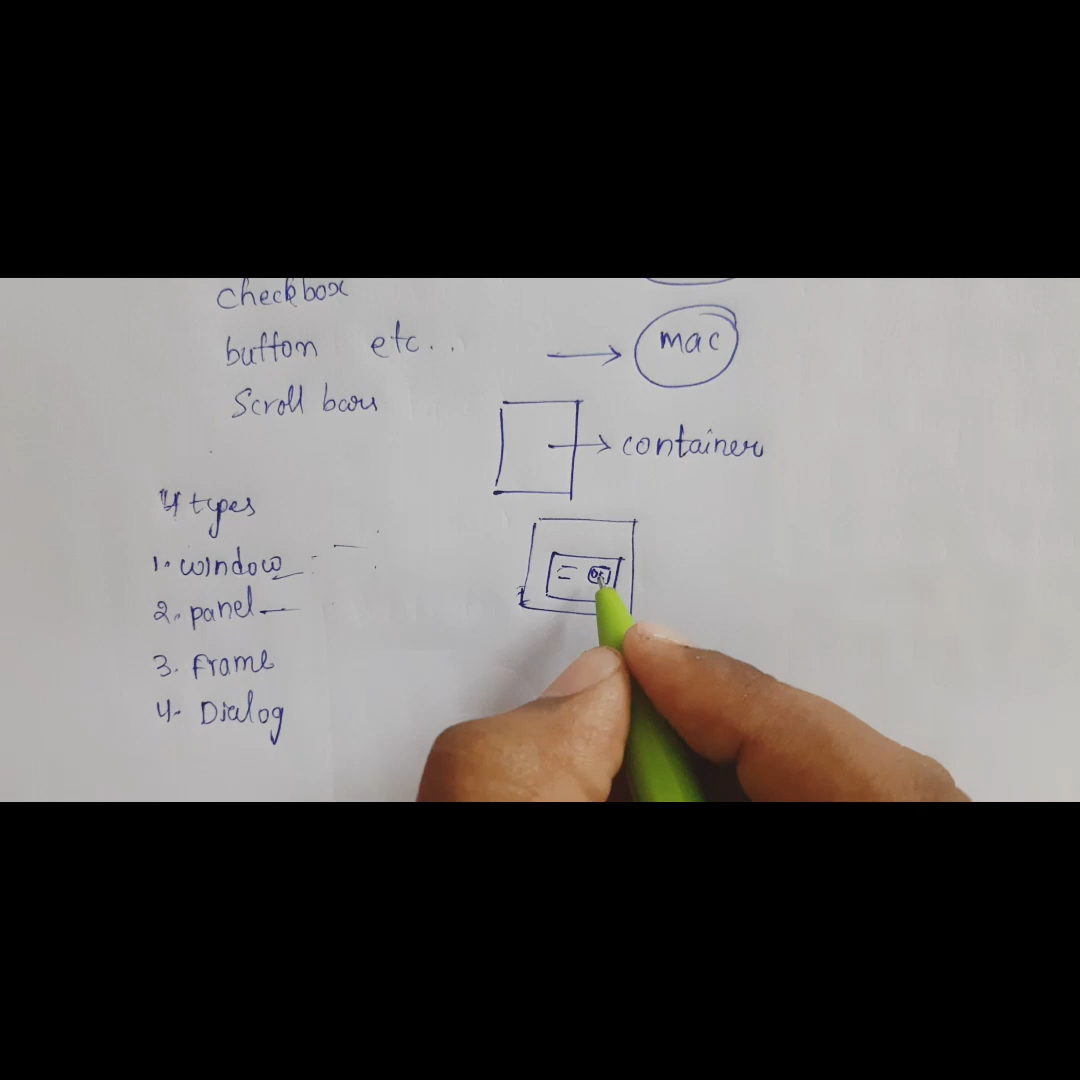 checkbox
button etc..
mac
Scroll bars
container
4 types
1. window
2. panel
3. Frame
4. Dialog